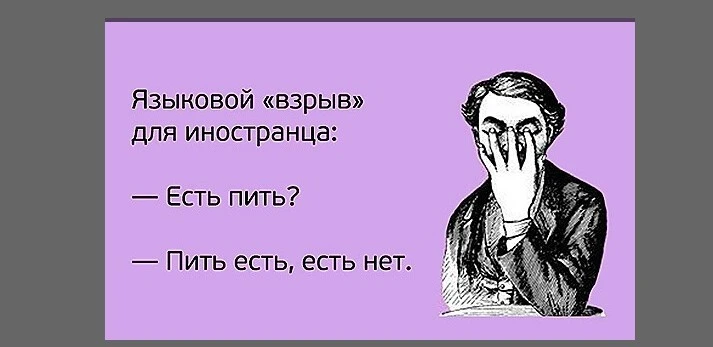 Языковой «взрыв»
для иностранца:
— Есть пить?
— Пить есть, есть нет.